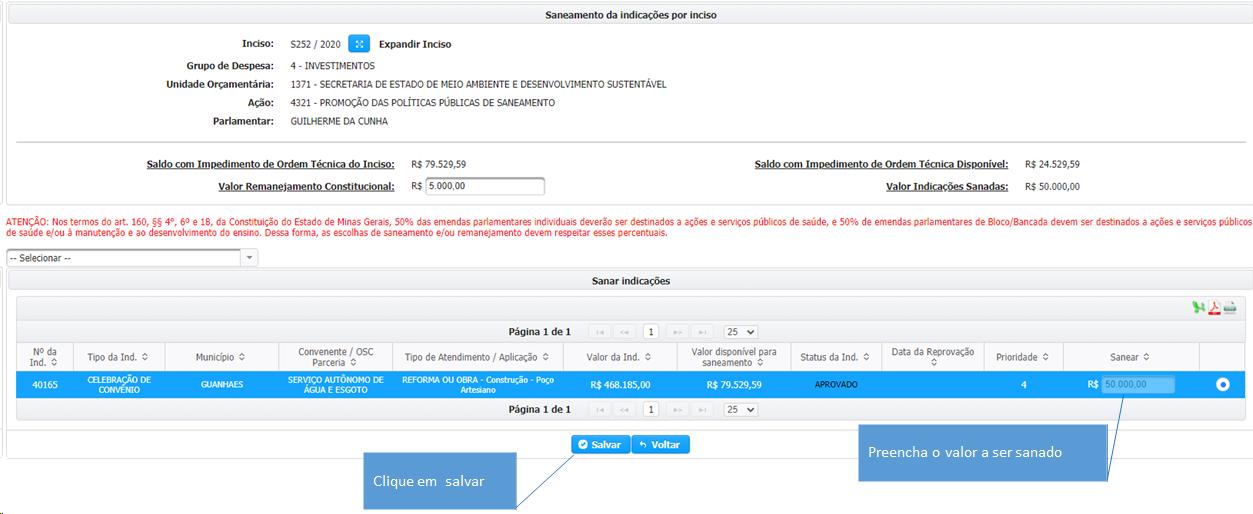 Saneamento da indicações por inciso
Inciso: S252 / 2020 Expandir Inciso
Grupo de Despesa: 4 - INVESTIMENTOS
Unidade Orçamentária: 1371 - SECRETARIA DE ESTADO DE MEIO AMBIENTE E DESENVOLVIMENTO SUSTENTÁVEL
Ação: 4321 - PROMOÇÃO DAS POLÍTICAS PÚBLICAS DE SANEAMENTO
Parlamentar: GUILHERME DA CUNHA
Saldo com Impedimento de Ordem Técnica do Inciso: R$ 79.529,59 Saldo com Impedimento de Ordem Técnica Disponível: R$ 24.529,59
Valor Remanejamento Constitucional: R$ 5.000,00 Valor Indicações Sanadas: R$ 50.000,00
ATENÇÃO: Nos termos do art. 160, §§ 4º, 6º e 18, da Constituição do Estado de Minas Gerais, 50% das emendas parlamentares individuais deverão ser destinados a ações e serviços públicos de saúde, e 50% de emendas parlamentares de Bloco/Bancada devem ser destinados a ações e serviços públicos
de saúde e/ou à manutenção e ao desenvolvimento do ensino. Dessa forma, as escolhas de saneamento e/ou remanejamento devem respeitar esses percentuais.
-- Selecionar --
Sanar indicações
Página 1 de 1 1 25
Nº da Ind. Tipo da Ind. Município Convenente / OSC Parceria Tipo de Atendimento / Aplicação Valor da Ind. Valor disponível para saneamento Status da Ind. Data da Reprovação Prioridade Sanear
40165 CELEBRAÇÃO DE CONVÊNIO GUANHAES SERVIÇO AUTÔNOMO DE ÁGUA E ESGOTO REFORMA OU OBRA - Construção - Poço Artesiano R$ 468.185,00 R$ 79.529,59 APROVADO 4 R$ 50.000,00
Página 1 de 1 1 25
Salvar Voltar
Preencha o valor a ser sanado
Clique em salvar